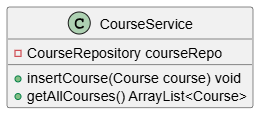 C CourseService
CourseRepository courseRepo
insertCourse(Course course) void
getAllCourses() ArrayList<Course>